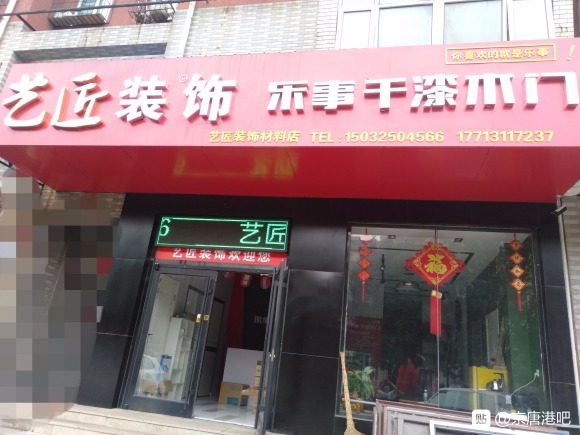 你喜欢的就是乐事!
艺匠装饰® 乐事干漆木门
艺匠装饰材料店 TEL:15032504566 17713117237
6 艺匠
艺匠装饰欢迎您
福
贴 @东唐港吧